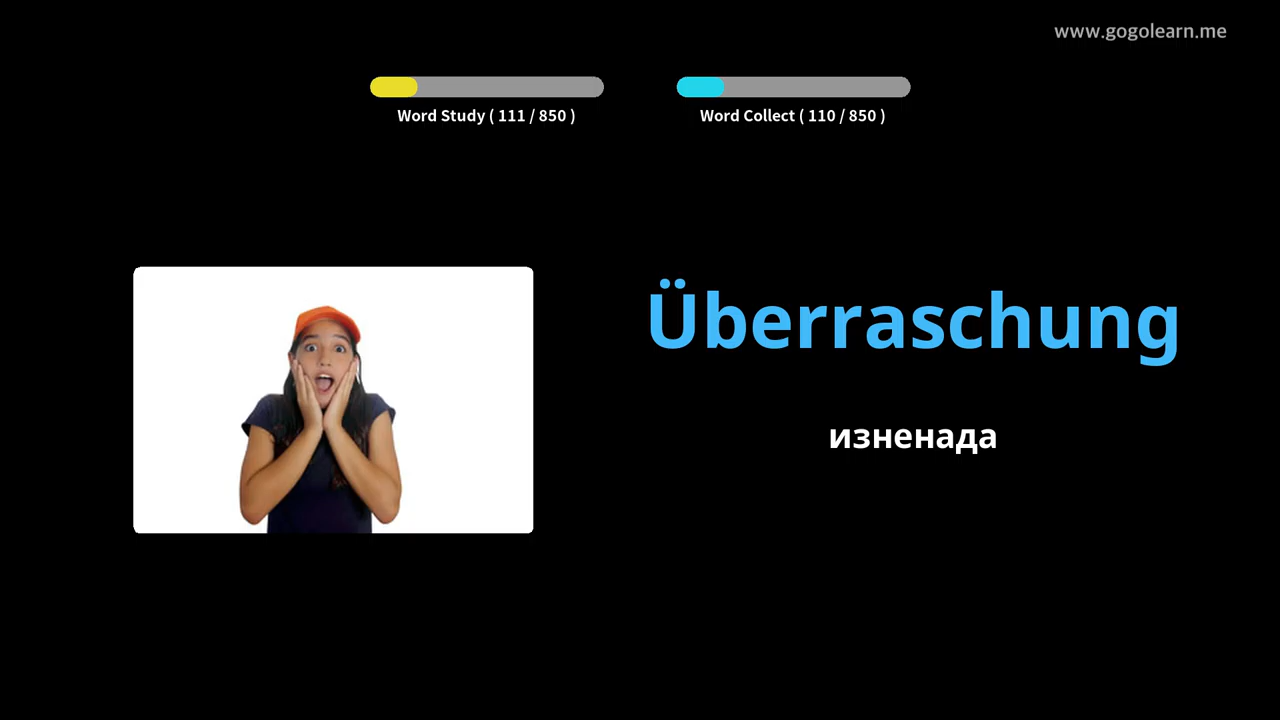 www.gogolearn.me
Word Study ( 111 / 850 )
Word Collect ( 110 / 850 )
Überraschung
изненада